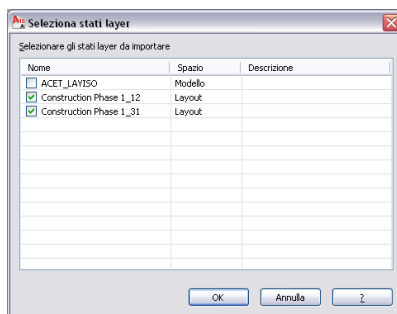 Seleziona stati layer
Selezionare gli stati layer da importare
Nome Spazio Descrizione
ACET_LAYISO Modello
Construction Phase 1_12 Layout
Construction Phase 1_31 Layout
OK Annulla ?